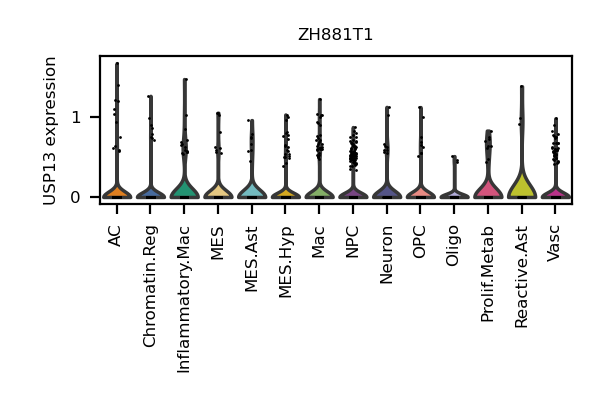 ZH881T1
USP13 expression
1
0
AC
Chromatin.Reg
Inflammatory.Mac
MES
MES.Ast
MES.Hyp
Mac
NPC
Neuron
OPC
Oligo
Prolif.Metab
Reactive.Ast
Vasc